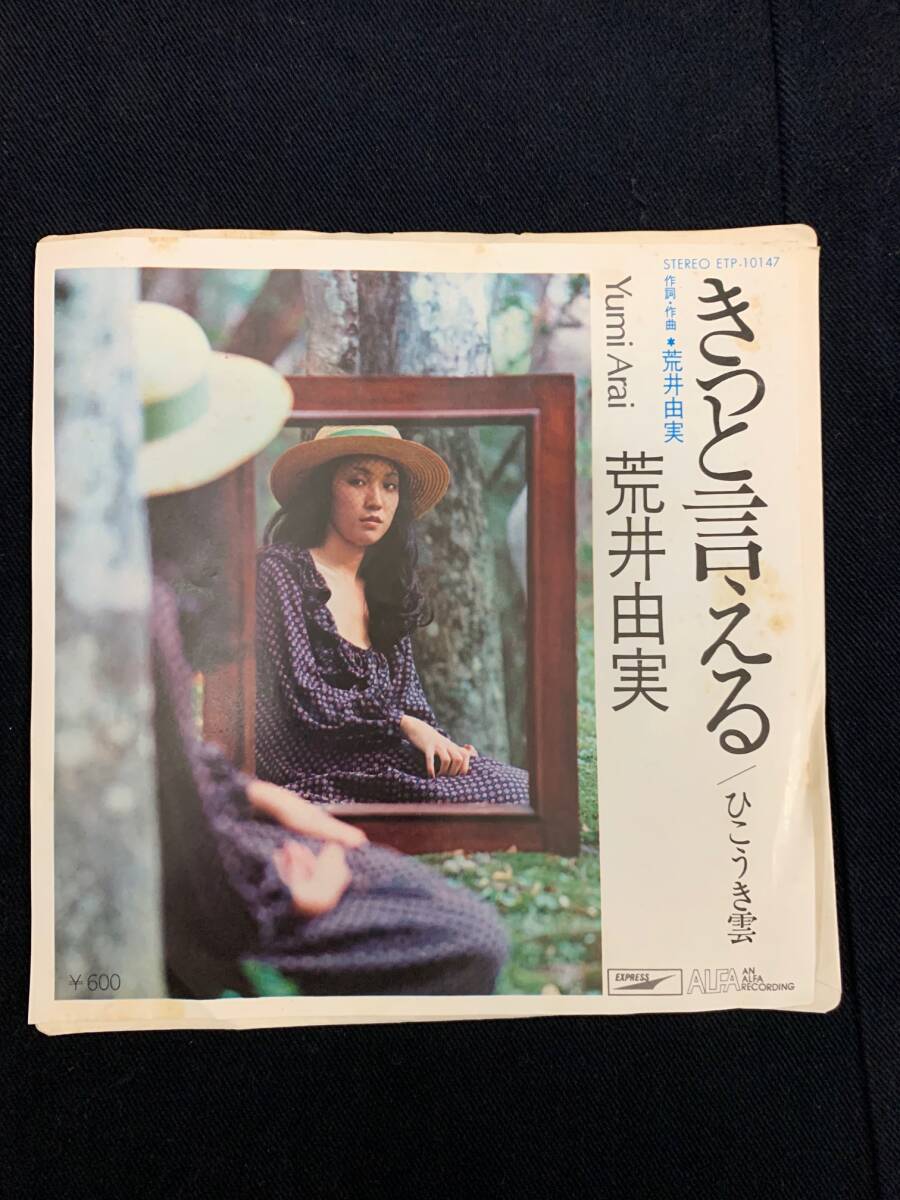 STEREO ETP-10147
きっと言える/ひこうき雲
作詞・作曲*荒井由実
Yumi Arai 荒井由実
¥600
EXPRESS
ALFA
AN
ALFA
RECORDING